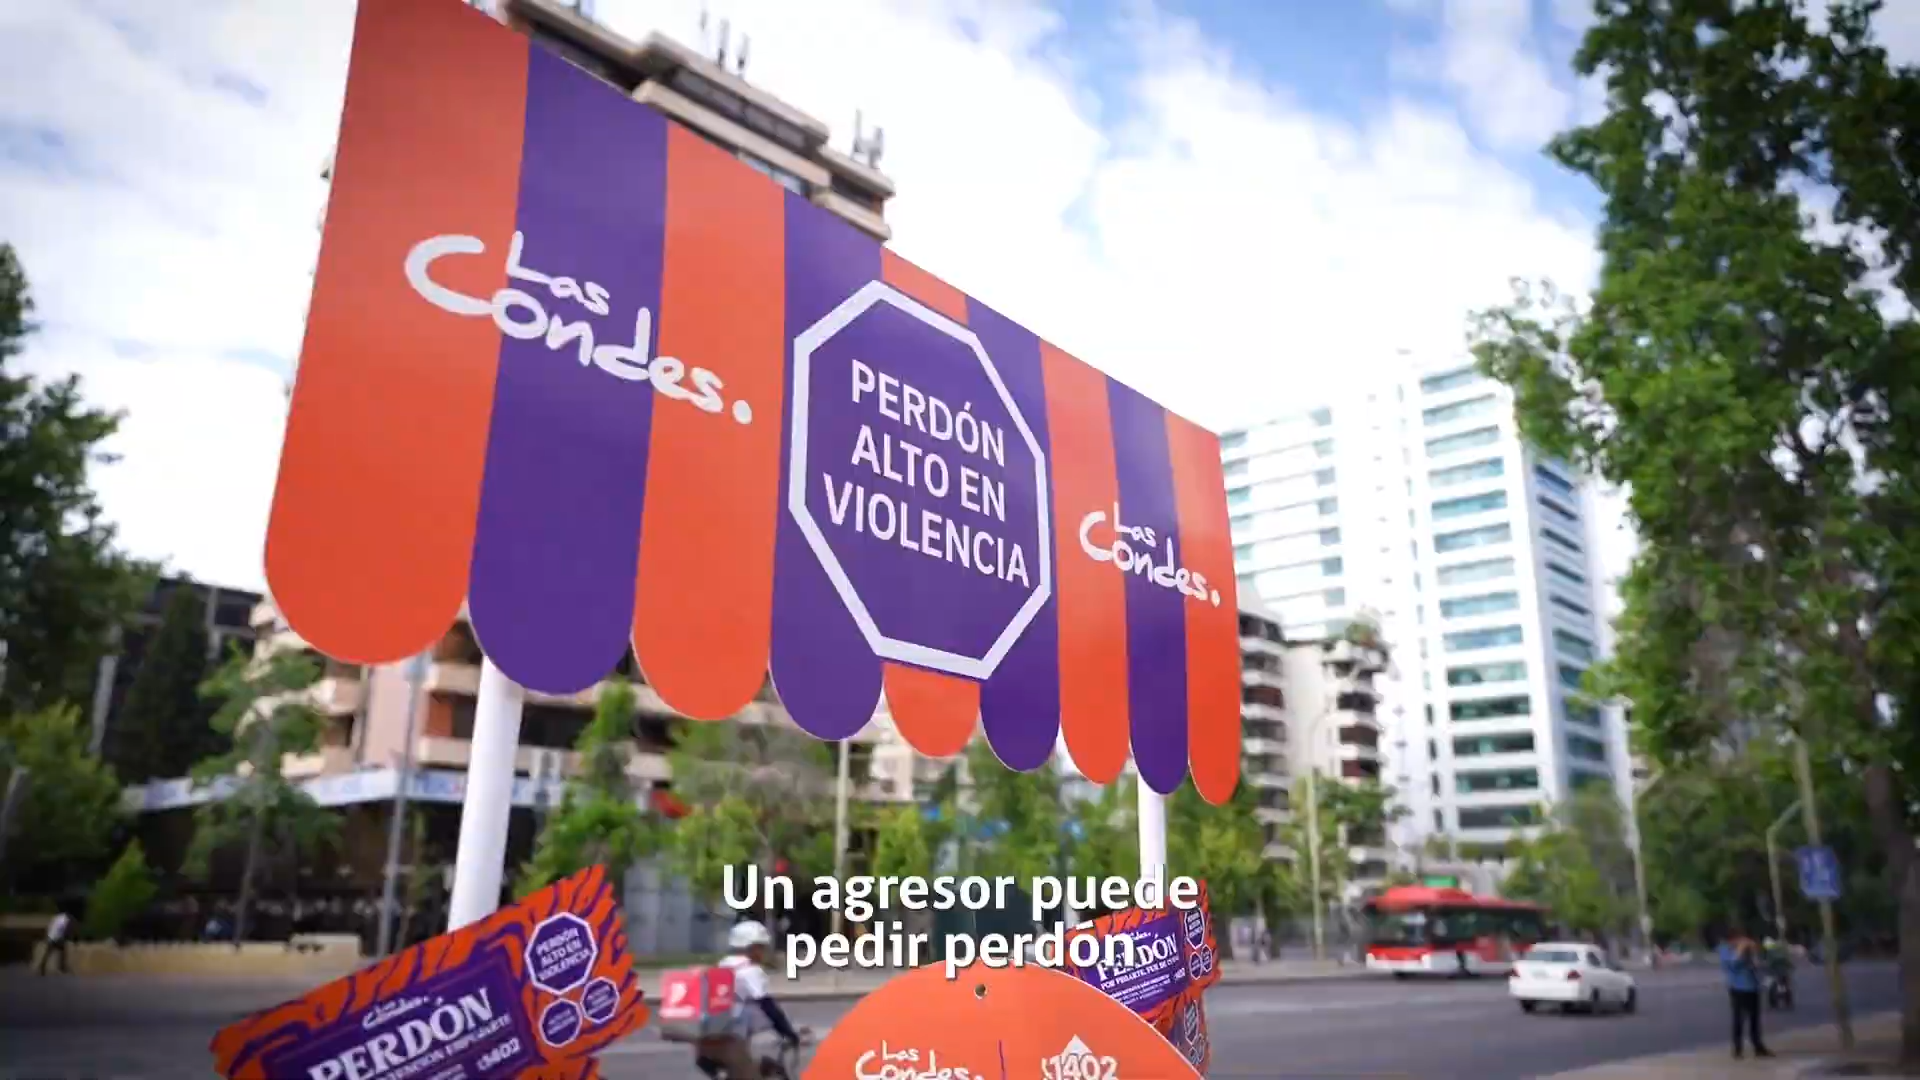 Las
Condes.
PERDÓN
ALTO EN
VIOLENCIA
Las
Condes.
Un agresor puede
pedir perdón
PERDÓN
ALTO EN
VIOLENCIA
PERDÓN
1402
PERDÓN
Las
Condes.
1402